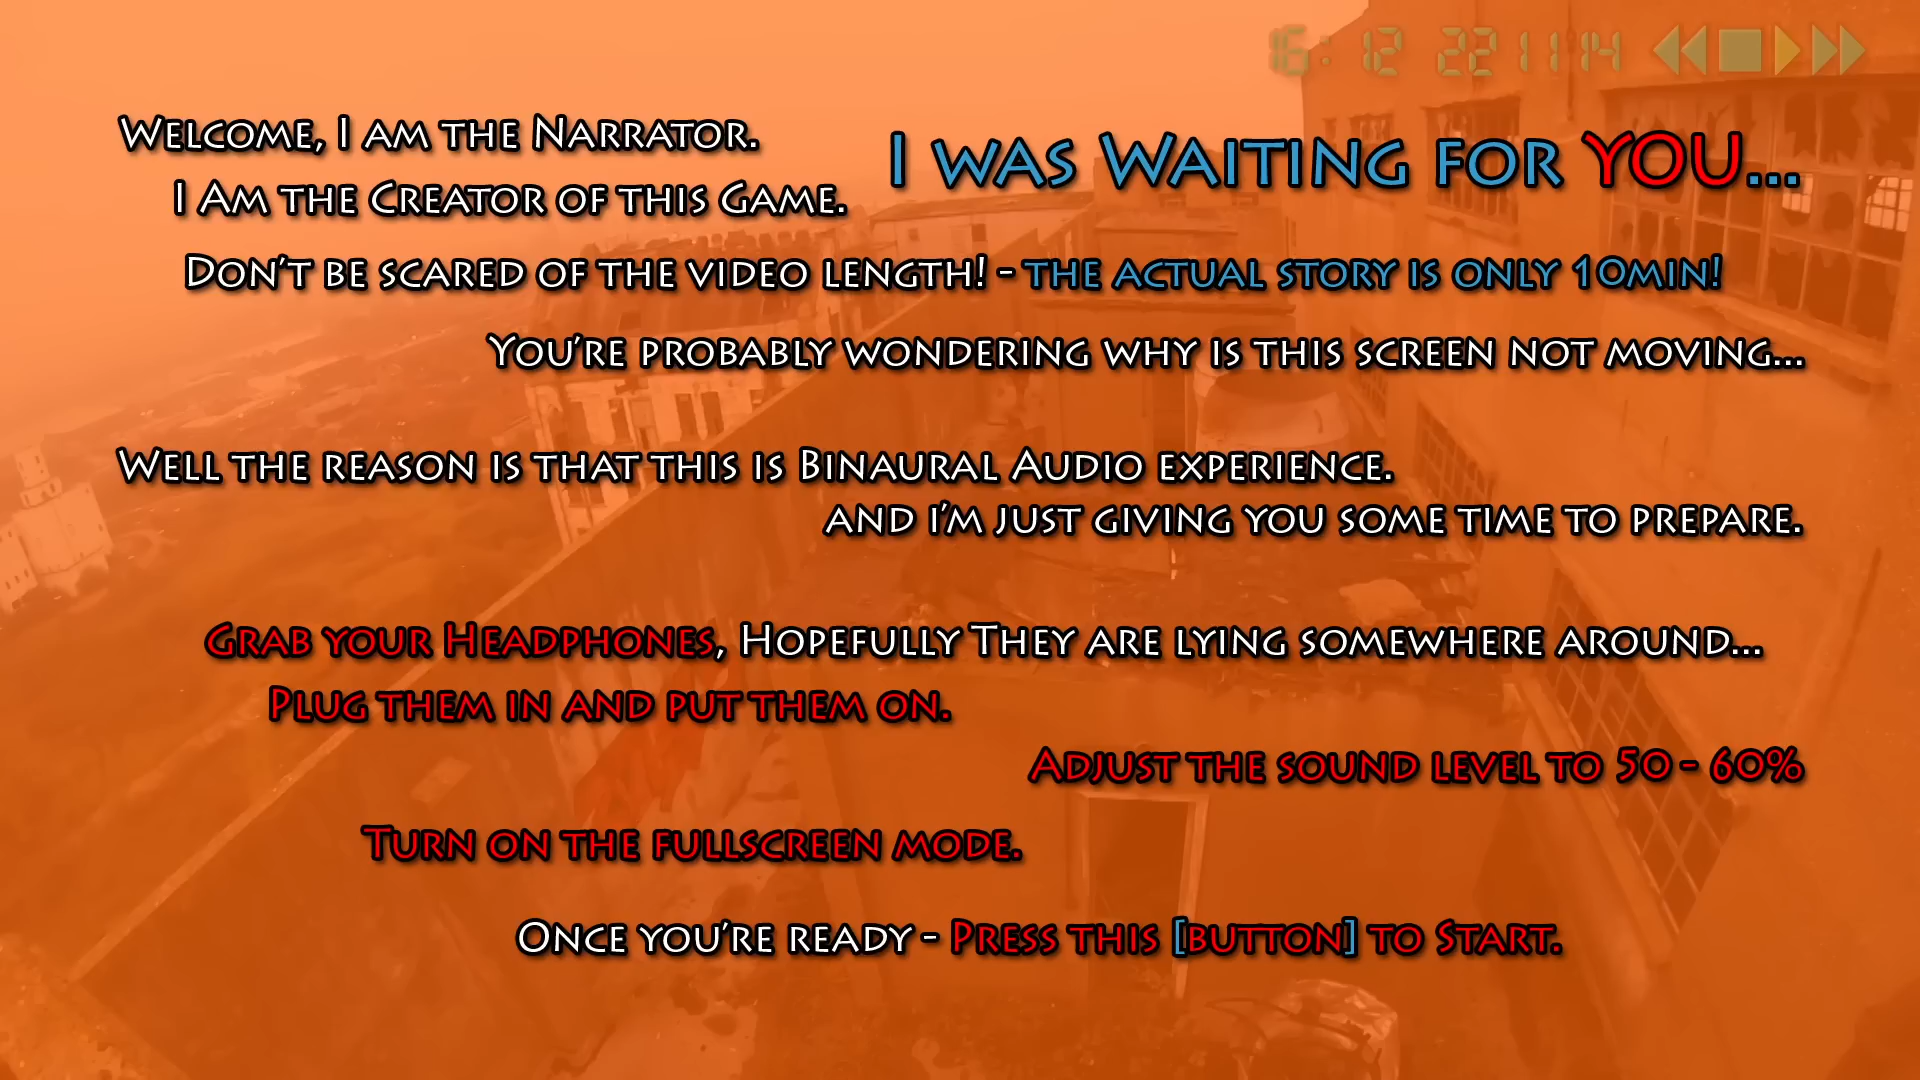 16:12 221114
Welcome, I am the Narrator.
I was Waiting for YOU...
I Am the Creator of this Game.
Don't be scared of the video length! - the actual story is only 10min!
You're probably wondering why is this screen not moving...
Well the reason is that this is Binaural Audio experience.
and i'm just giving you some time to prepare.
Grab your Headphones, Hopefully They are lying somewhere around...
Plug them in and put them on.
Adjust the sound level to 50 - 60%
Turn on the fullscreen mode.
Once you're ready - Press this [button] to Start.